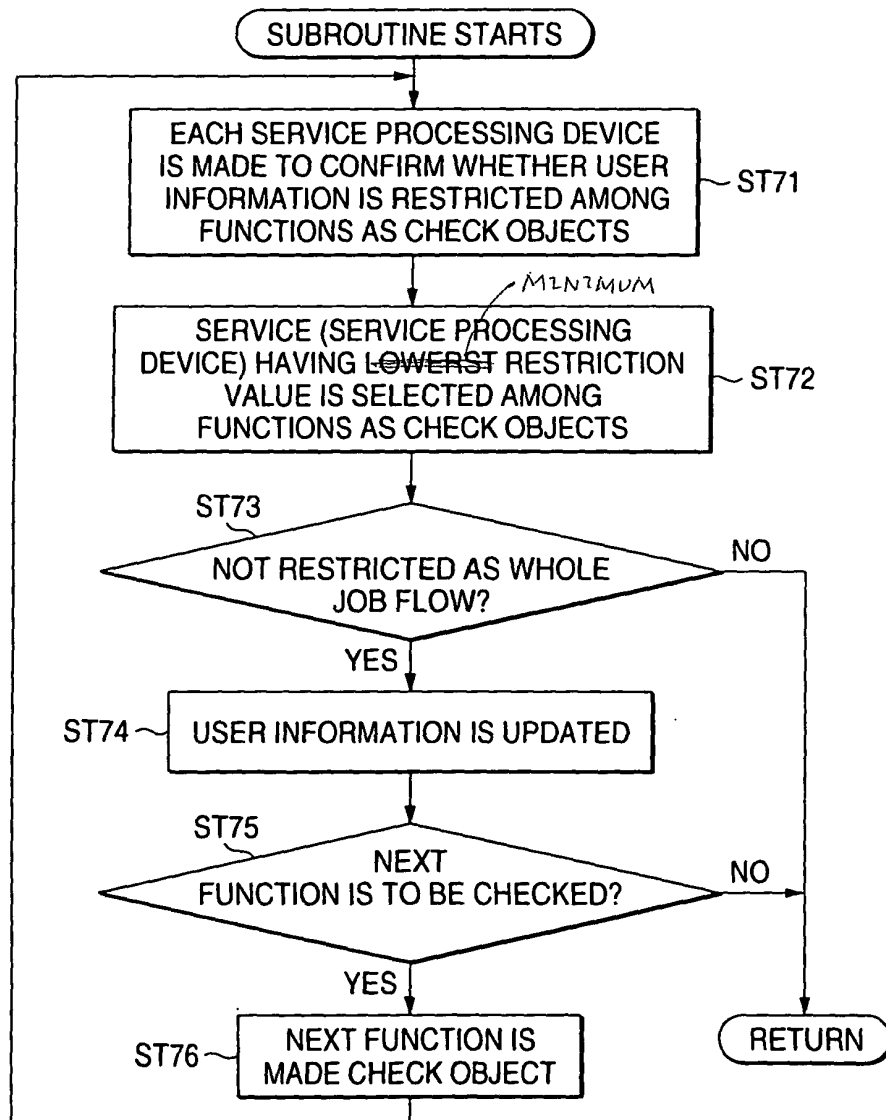 SUBROUTINE STARTS
EACH SERVICE PROCESSING DEVICE
IS MADE TO CONFIRM WHETHER USER
INFORMATION IS RESTRICTED AMONG
FUNCTIONS AS CHECK OBJECTS
ST71
MINIMUM
SERVICE (SERVICE PROCESSING
DEVICE) HAVING LOWERST RESTRICTION
VALUE IS SELECTED AMONG
FUNCTIONS AS CHECK OBJECTS
ST72
ST73
NOT RESTRICTED AS WHOLE
JOB FLOW?
NO
YES
ST74
USER INFORMATION IS UPDATED
ST75
NEXT
FUNCTION IS TO BE CHECKED?
NO
YES
ST76
NEXT FUNCTION IS
MADE CHECK OBJECT
RETURN